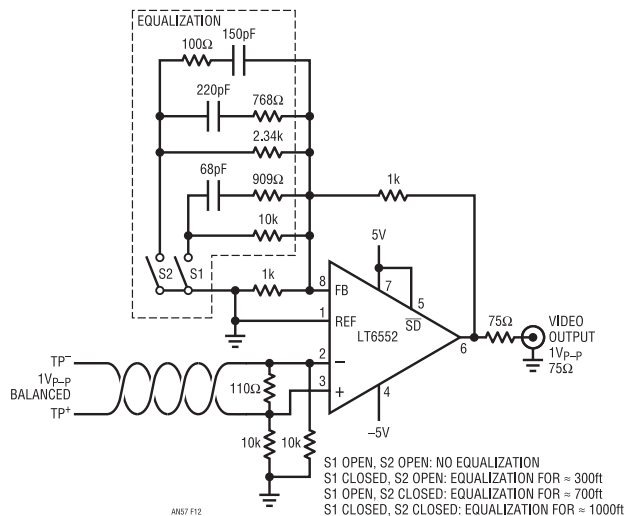 EQUALIZATION
150pF
100Ω
220pF
768Ω
2.34k
68pF
909Ω
1k
10k
5V
S2
S1
1k
8
FB
7
5
1
REF
SD
LT6552
75Ω
VIDEO
OUTPUT
1VP–P
75Ω
6
TP–
2
–
1VP–P
BALANCED
110Ω
3
+
4
TP+
–5V
10k
10k
S1 OPEN, S2 OPEN: NO EQUALIZATION
S1 CLOSED, S2 OPEN: EQUALIZATION FOR ≈ 300ft
S1 OPEN, S2 CLOSED: EQUALIZATION FOR ≈ 700ft
S1 CLOSED, S2 CLOSED: EQUALIZATION FOR ≈ 1000ft
AN57 F12